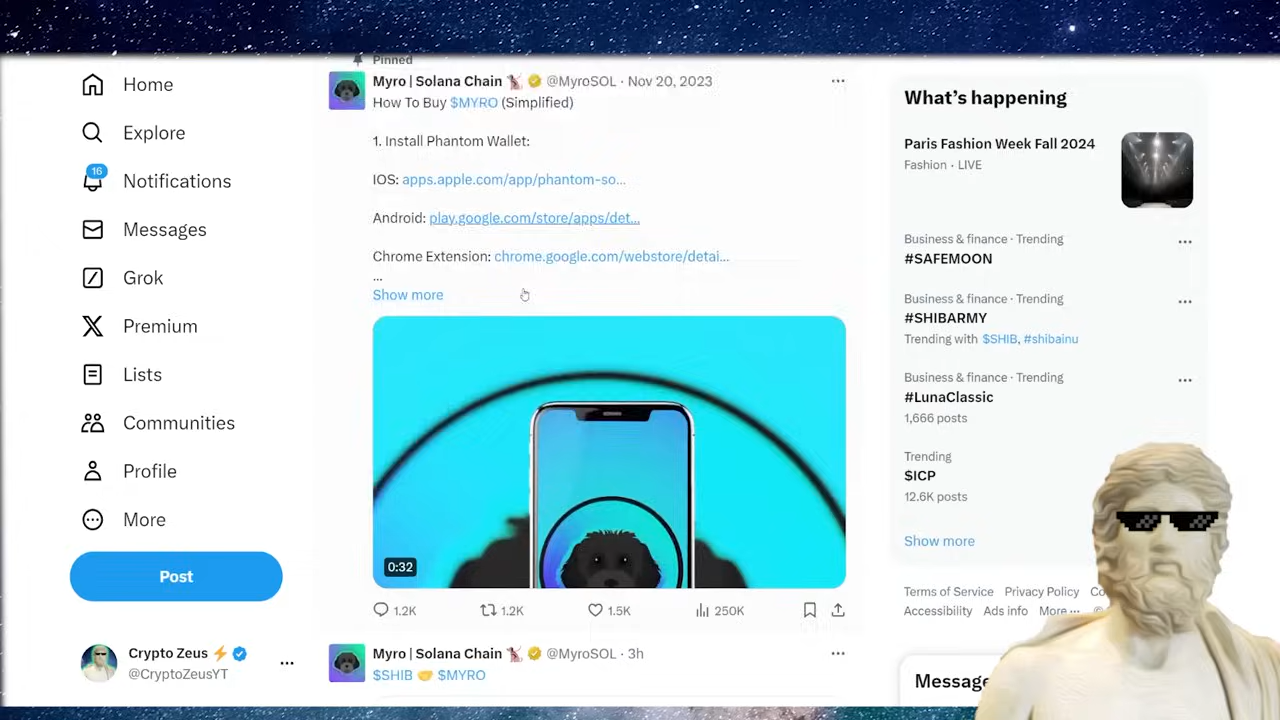 Home
Explore
16
Notifications
Messages
Grok
Premium
Lists
Communities
Profile
More
Post
Crypto Zeus
@CryptoZeusYT
Pinned
Myro | Solana Chain @MyroSOL · Nov 20, 2023
How To Buy $MYRO (Simplified)
1. Install Phantom Wallet:
IOS: apps.apple.com/app/phantom-so...
Android: play.google.com/store/apps/det...
Chrome Extension: chrome.google.com/webstore/detai...
...
Show more
0:32
1.2K 1.2K 1.5K 250K
Myro | Solana Chain @MyroSOL · 3h
$SHIB 🤝 $MYRO
What's happening
Paris Fashion Week Fall 2024
Fashion · LIVE
Business & finance · Trending
#SAFEMOON
Business & finance · Trending
#SHIBARMY
Trending with $SHIB, #shibainu
Business & finance · Trending
#LunaClassic
1,666 posts
Trending
$ICP
12.6K posts
Show more
Terms of Service Privacy Policy
Accessibility Ads info More ...